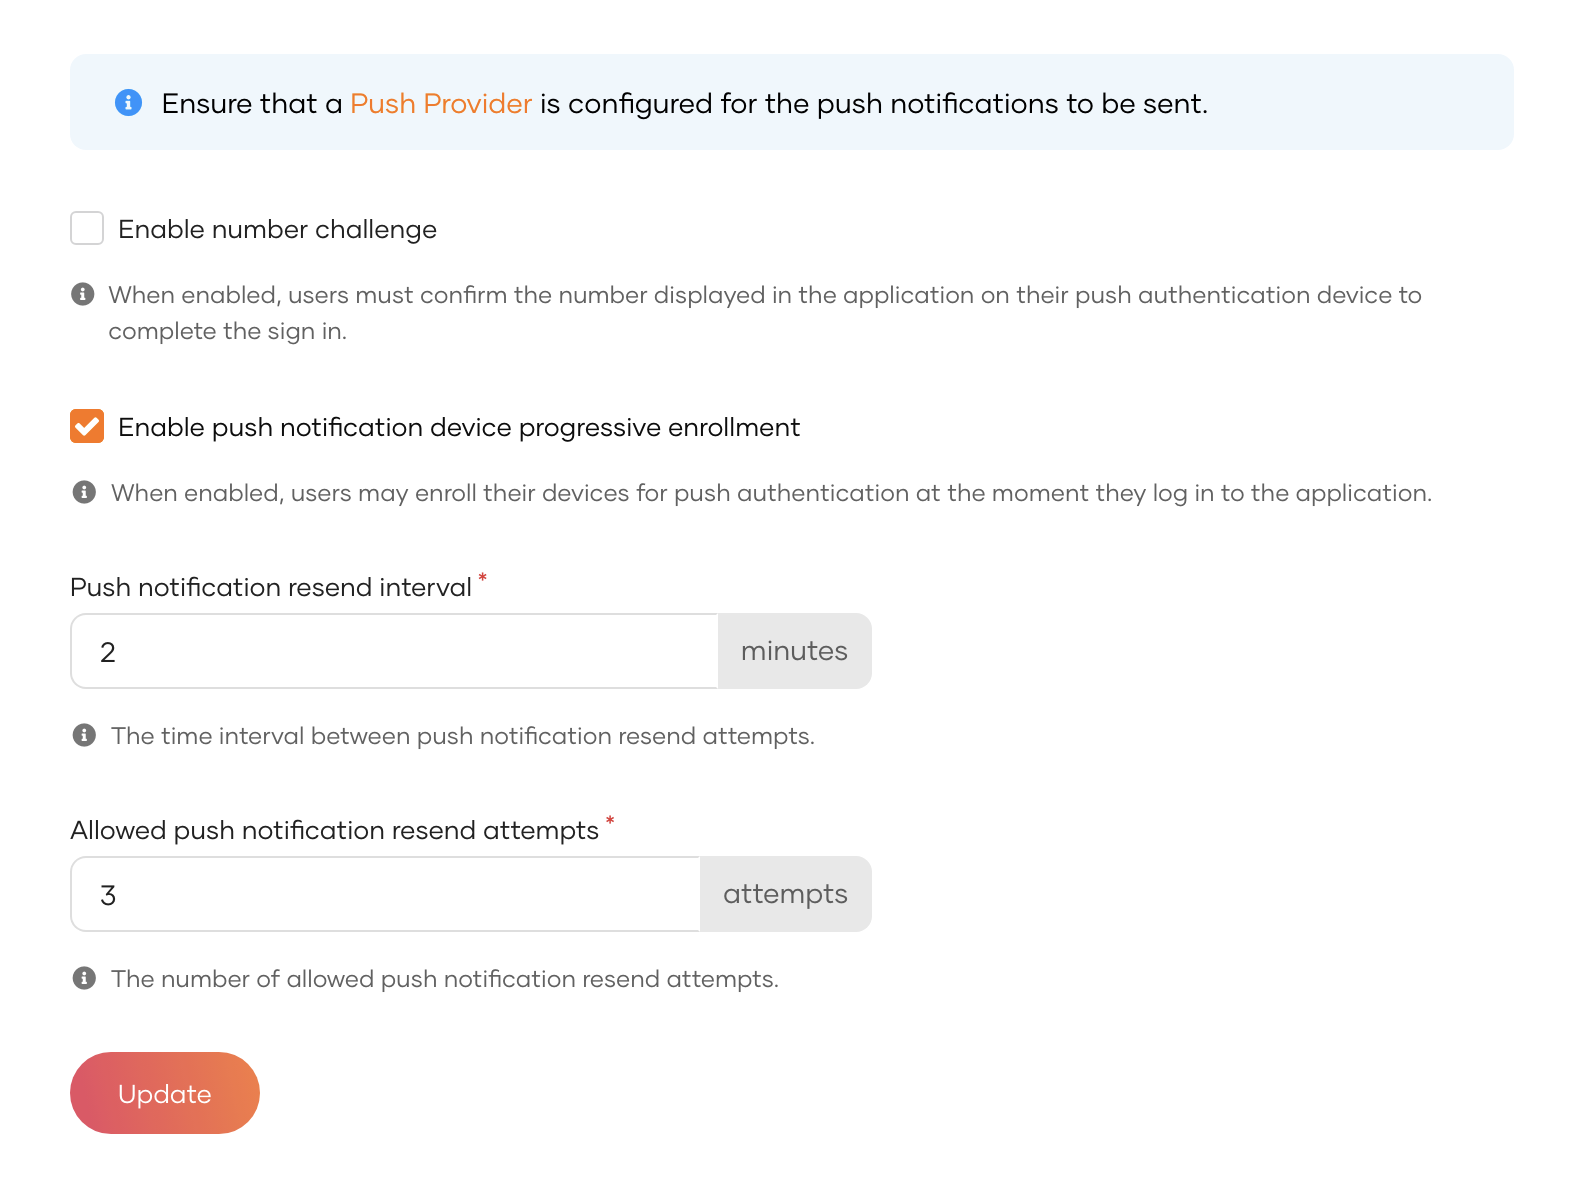 Ensure that a Push Provider is configured for the push notifications to be sent.
Enable number challenge
When enabled, users must confirm the number displayed in the application on their push authentication device to
complete the sign in.
Enable push notification device progressive enrollment
When enabled, users may enroll their devices for push authentication at the moment they log in to the application.
Push notification resend interval *
2 minutes
The time interval between push notification resend attempts.
Allowed push notification resend attempts *
3 attempts
The number of allowed push notification resend attempts.
Update